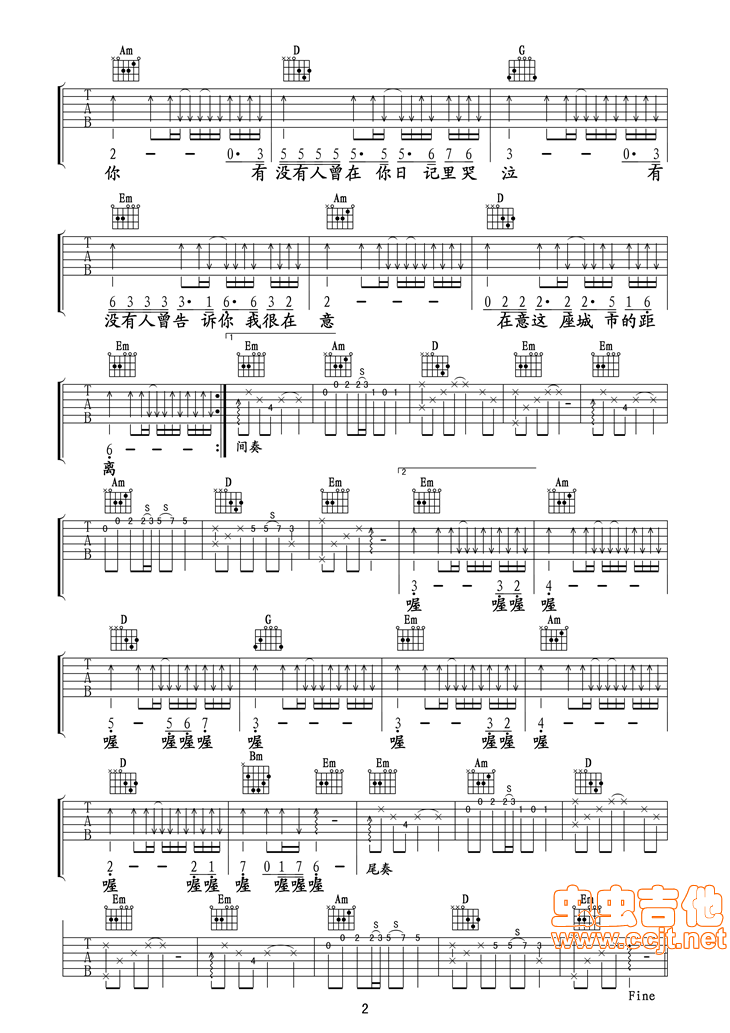 Am D G
T A B
2 - - 0· 3 5 5 5 5 5· 5 5· 6 7 6 3 - - 0· 3
你 有 没有人曾在 你日 记里哭 泣 有
Em Am D
T A B
6 3 3 3 3· 1 6· 6 3 2 2 - - - 0 2 2 2· 2 2· 5 1 6
没有人曾告 诉你 我很在 意 在意这 座城 市的距
1
Em Em Am D Em Em
S
T A B
4 0 0 2 2 3 1 0 1 4
6 - - - 间奏
离
2
Am D Em Em Am
S S S
T A B
0 0 2 2 3 5 7 5 5 5 7 3
3 - - 3 2 4 - - -
喔 喔喔 喔
D G Em Am
T A B
5 - 5 6 7 3 - - - 3 - - 3 2 4 - - -
喔 喔喔喔 喔 喔 喔喔 喔
D Bm Em Em Am D
S
T A B
4 0 0 2 2 3 1 0 1
2 - - 2 1 7 0 1 7 6 - 尾奏
喔 喔喔 喔 喔喔喔
Em Em Am D Em
S S S
T A B
4 0 0 2 2 3 5 7 5 5 5 7 3
虫虫吉他
www.ccjt.net
Fine
2